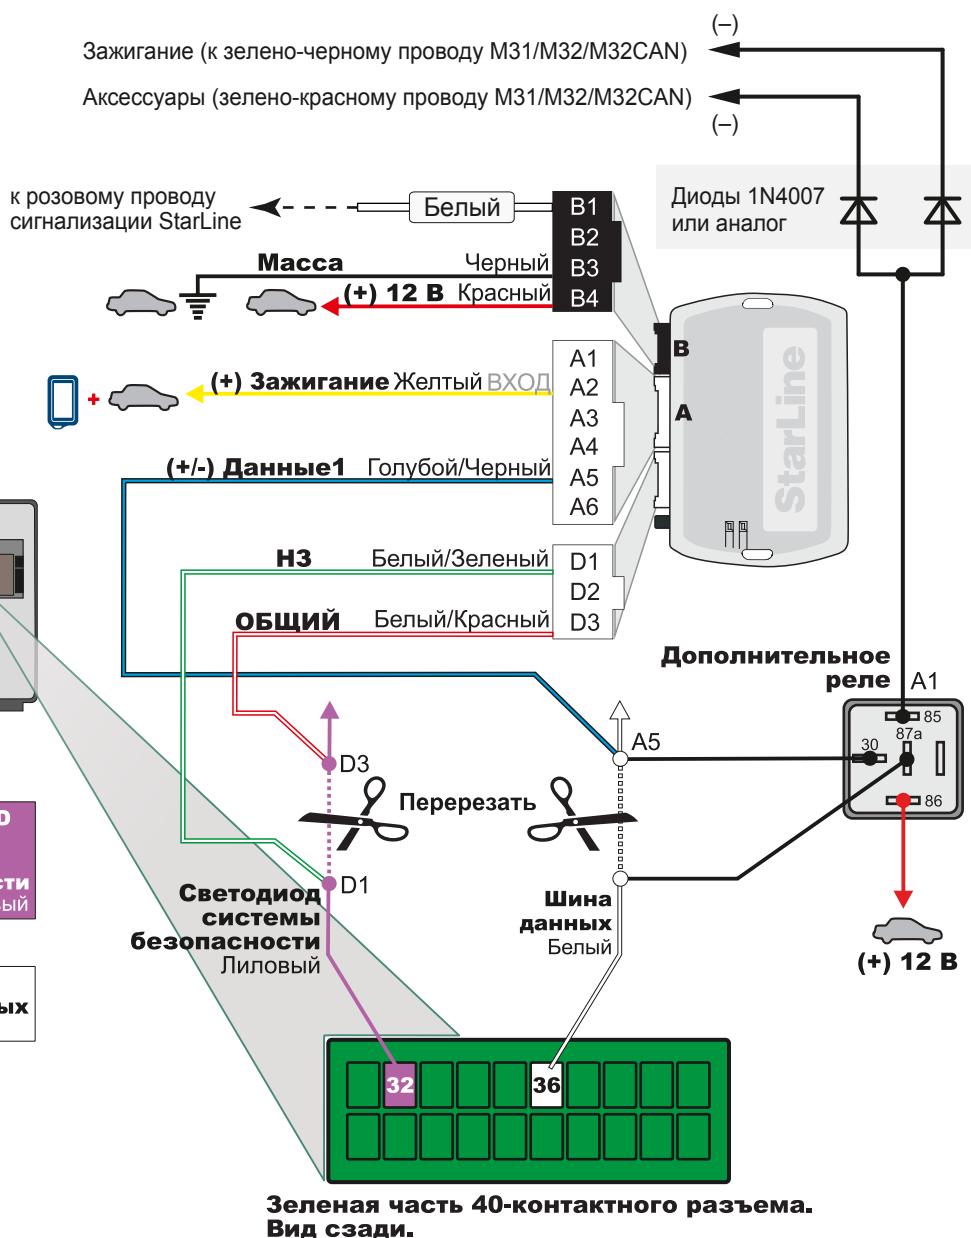 (–)
Зажигание (к зелено-черному проводу M31/M32/M32CAN)
Аксессуары (зелено-красному проводу M31/M32/M32CAN)
(–)
Диоды 1N4007
или аналог
к розовому проводу
сигнализации StarLine
Белый
B1
B2
Масса
Черный
B3
(+) 12 В
Красный
B4
B
A
StarLine
A1
+
(+) Зажигание
Желтый
ВХОД
A2
A3
A4
(+/-) Данные1
Голубой/Черный
A5
A6
НЗ
Белый/Зеленый
D1
D2
ОБЩИЙ
Белый/Красный
D3
Дополнительное
реле
A1
85
87a
30
86
(+) 12 В
D3
A5
Перерезать
D1
Светодиод
системы
безопасности
Лиловый
Шина
данных
Белый
D
сти
вый
ых
32
36
Зеленая часть 40-контактного разъема.
Вид сзади.